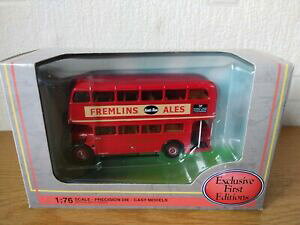 FREMLINS ALES
1:76 SCALE - PRECISION DIE - CAST MODELS
Exclusive
First
Editions